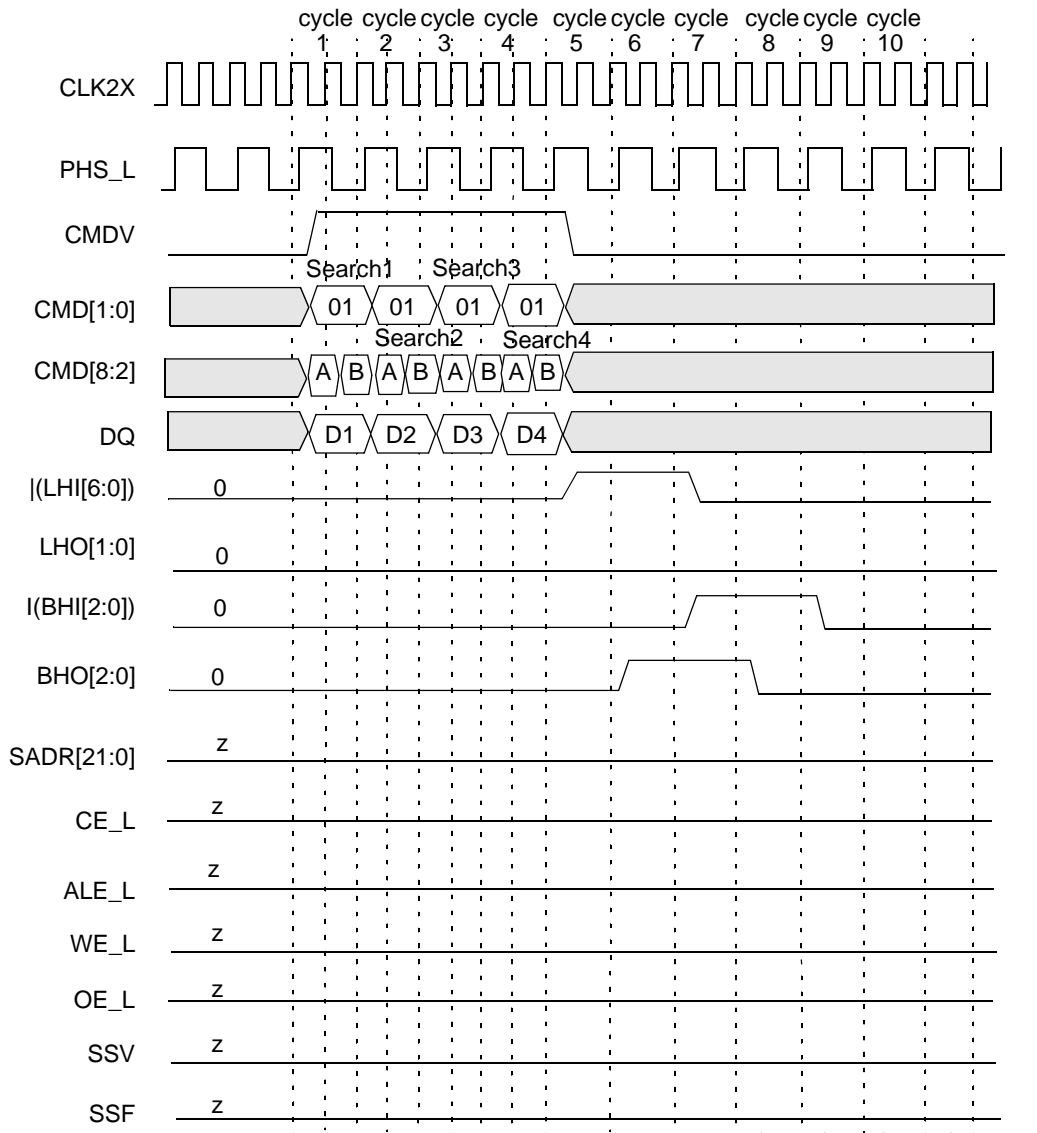 cycle cycle cycle cycle cycle cycle cycle cycle cycle cycle
1 2 3 4 5 6 7 8 9 10
CLK2X
PHS_L
CMDV
Search1 Search3
CMD[1:0] 01 01 01 01
Search2 Search4
CMD[8:2] A B A B A B A B
DQ D1 D2 D3 D4
|(LHI[6:0]) 0
LHO[1:0] 0
I(BHI[2:0]) 0
BHO[2:0] 0
SADR[21:0] z
CE_L z
ALE_L z
WE_L z
OE_L z
SSV z
SSF z